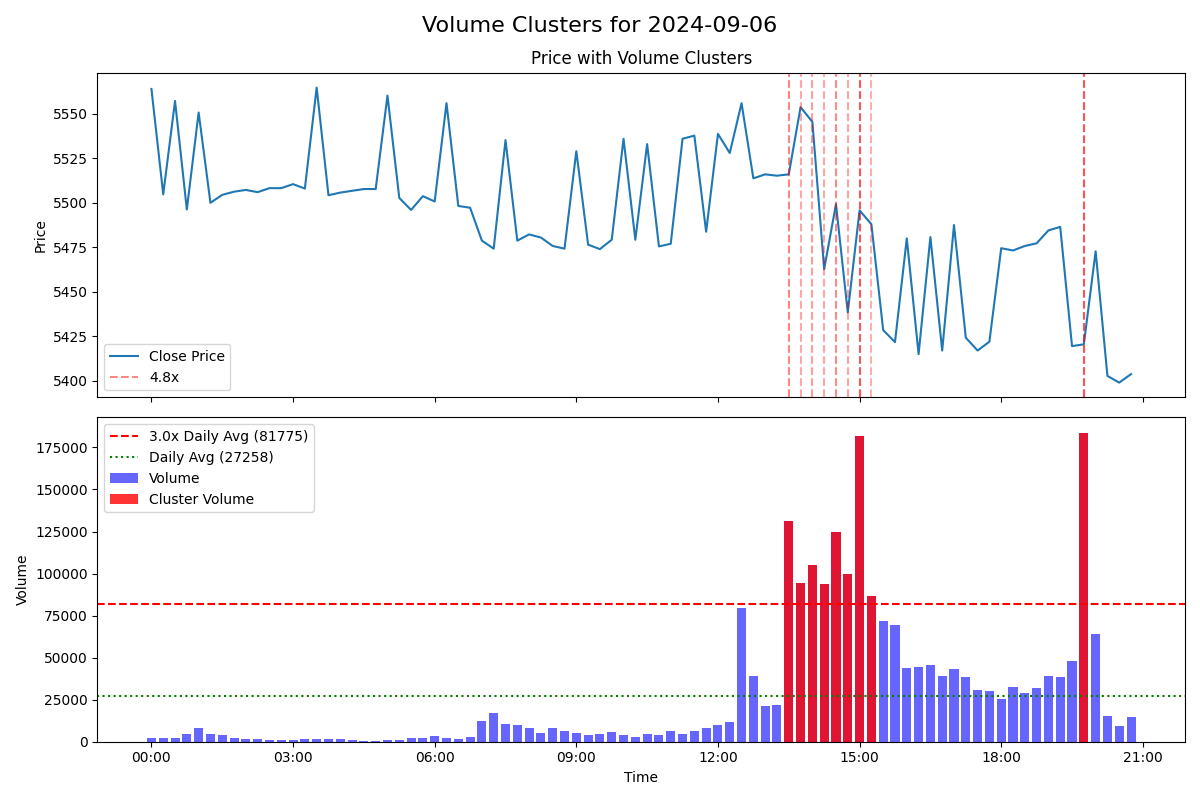 Volume Clusters for 2024-09-06
Price with Volume Clusters
Price
5550
5525
5500
5475
5450
5425
5400
Close Price
4.8x
Volume
175000
150000
125000
100000
75000
50000
25000
0
3.0x Daily Avg (81775)
Daily Avg (27258)
Volume
Cluster Volume
00:00 03:00 06:00 09:00 12:00 15:00 18:00 21:00
Time